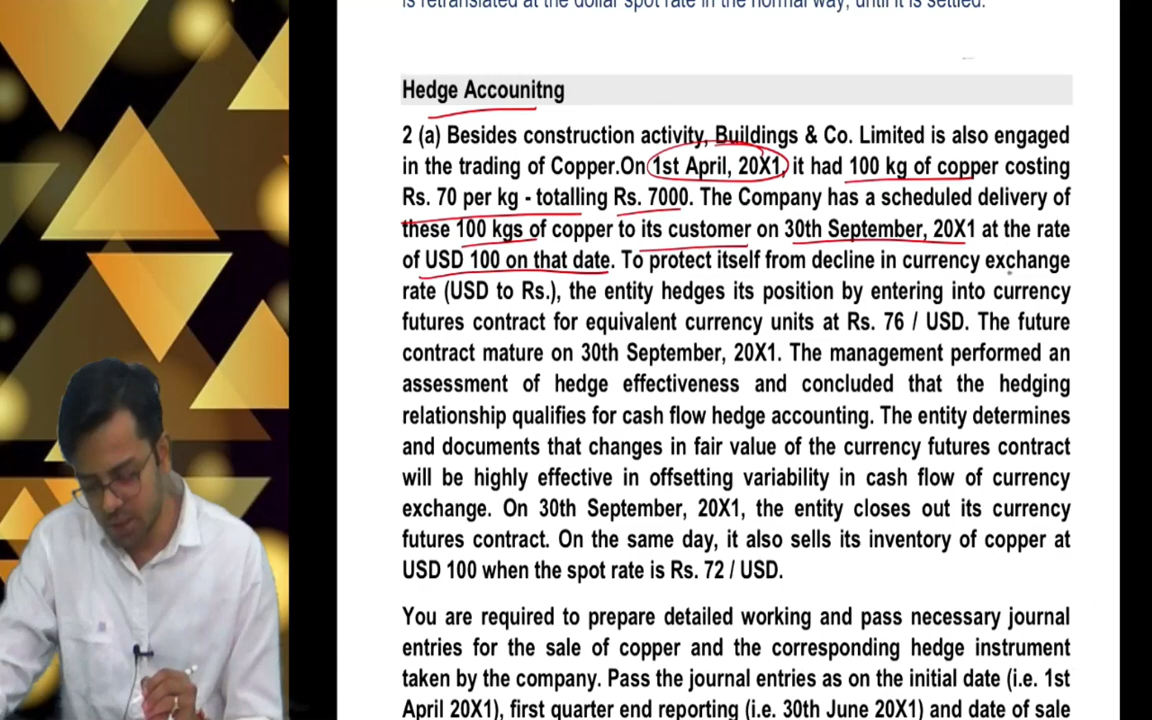 is retranslated at the dollar spot rate in the normal way, until it is settled.
Hedge Accounitng
2 (a) Besides construction activity, Buildings & Co. Limited is also engaged
in the trading of Copper.On 1st April, 20X1, it had 100 kg of copper costing
Rs. 70 per kg - totalling Rs. 7000. The Company has a scheduled delivery of
these 100 kgs of copper to its customer on 30th September, 20X1 at the rate
of USD 100 on that date. To protect itself from decline in currency exchange
rate (USD to Rs.), the entity hedges its position by entering into currency
futures contract for equivalent currency units at Rs. 76 / USD. The future
contract mature on 30th September, 20X1. The management performed an
assessment of hedge effectiveness and concluded that the hedging
relationship qualifies for cash flow hedge accounting. The entity determines
and documents that changes in fair value of the currency futures contract
will be highly effective in offsetting variability in cash flow of currency
exchange. On 30th September, 20X1, the entity closes out its currency
futures contract. On the same day, it also sells its inventory of copper at
USD 100 when the spot rate is Rs. 72 / USD.
You are required to prepare detailed working and pass necessary journal
entries for the sale of copper and the corresponding hedge instrument
taken by the company. Pass the journal entries as on the initial date (i.e. 1st
April 20X1), first quarter end reporting (i.e. 30th June 20X1) and date of sale